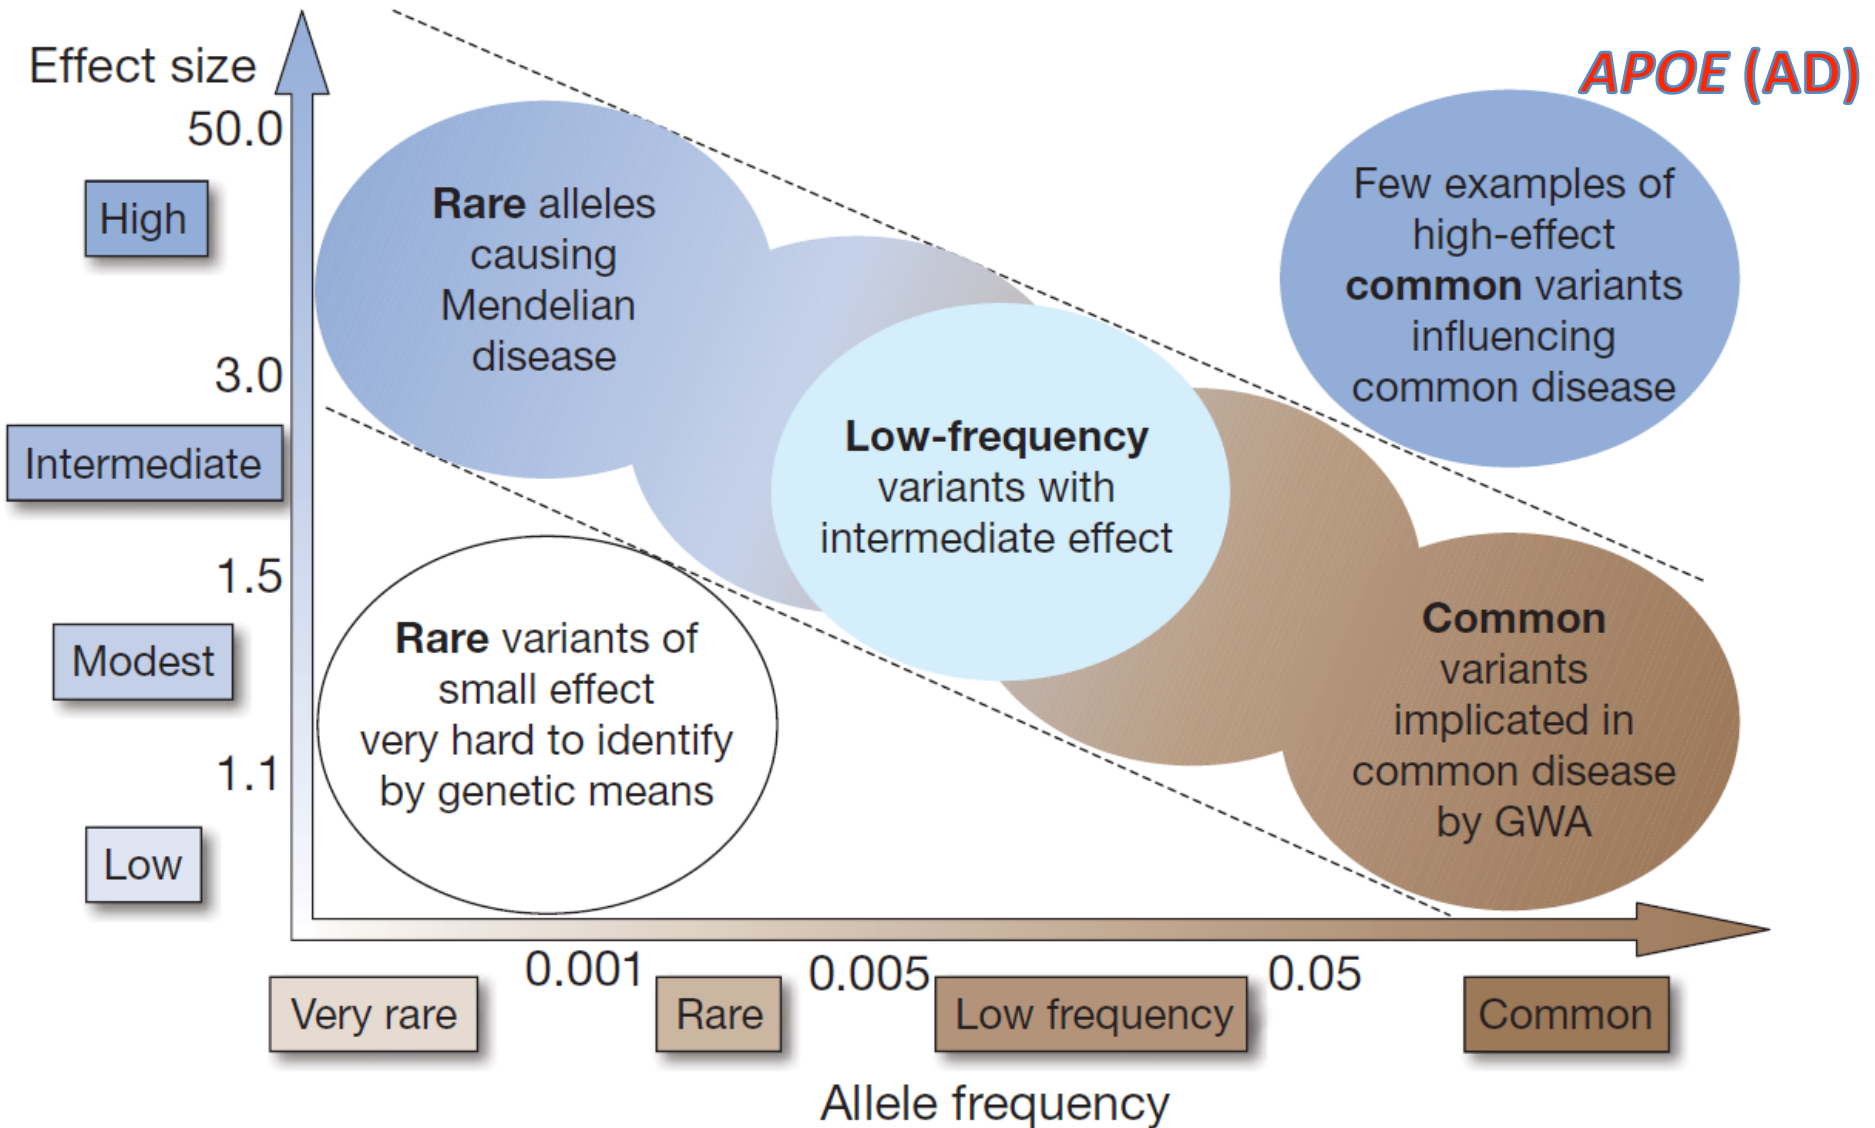 APOE (AD)
Effect size
50.0
High
3.0
Intermediate
1.5
Modest
1.1
Low
Rare alleles
causing
Mendelian
disease
Few examples of
high-effect
common variants
influencing
common disease
Low-frequency
variants with
intermediate effect
Rare variants of
small effect
very hard to identify
by genetic means
Common
variants
implicated in
common disease
by GWA
0.001
0.005
0.05
Very rare
Rare
Low frequency
Common
Allele frequency